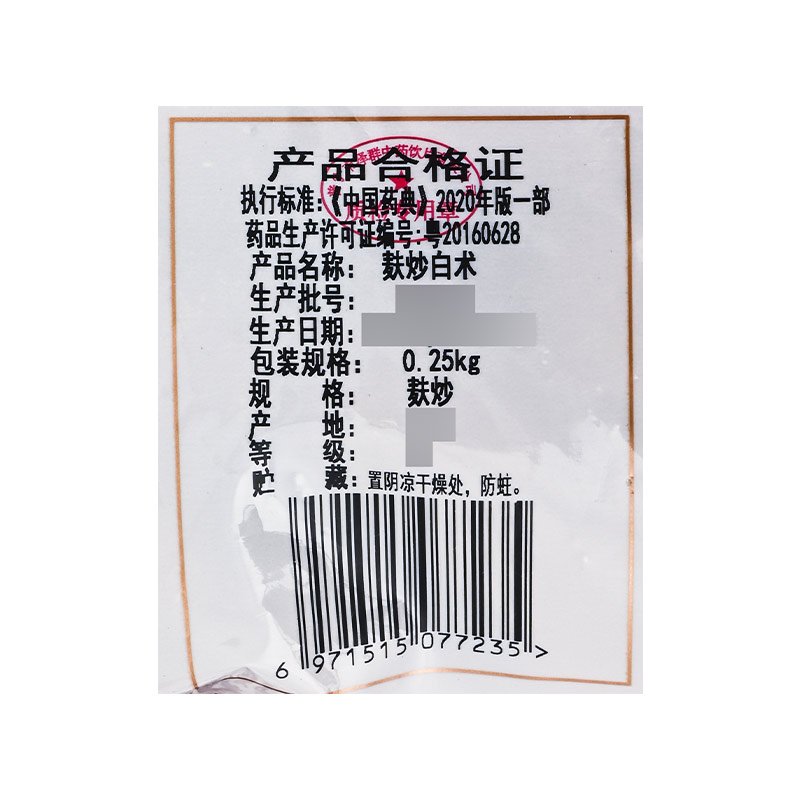 产品合格证
执行标准:《中国药典》2020年版一部
药品生产许可证编号:粤20160628
产品名称: 麸炒白术
生产批号:
生产日期:
包装规格: 0.25kg
规 格: 麸炒
产 地:
等 级:
贮 藏: 置阴凉干燥处,防蛀。
6 971515 077235 >
质检专用章